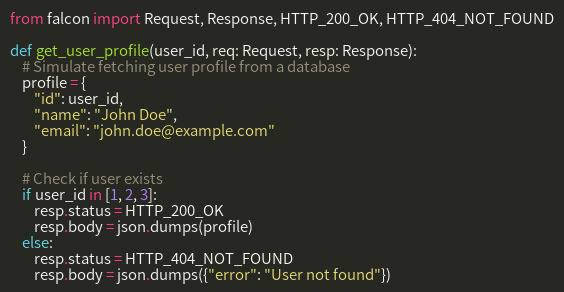 from falcon import Request, Response, HTTP_200_OK, HTTP_404_NOT_FOUND
def get_user_profile(user_id, req: Request, resp: Response):
# Simulate fetching user profile from a database
profile = {
"id": user_id,
"name": "John Doe",
"email": "john.doe@example.com"
}
# Check if user exists
if user_id in [1, 2, 3]:
resp.status = HTTP_200_OK
resp.body = json.dumps(profile)
else:
resp.status = HTTP_404_NOT_FOUND
resp.body = json.dumps({"error": "User not found"})